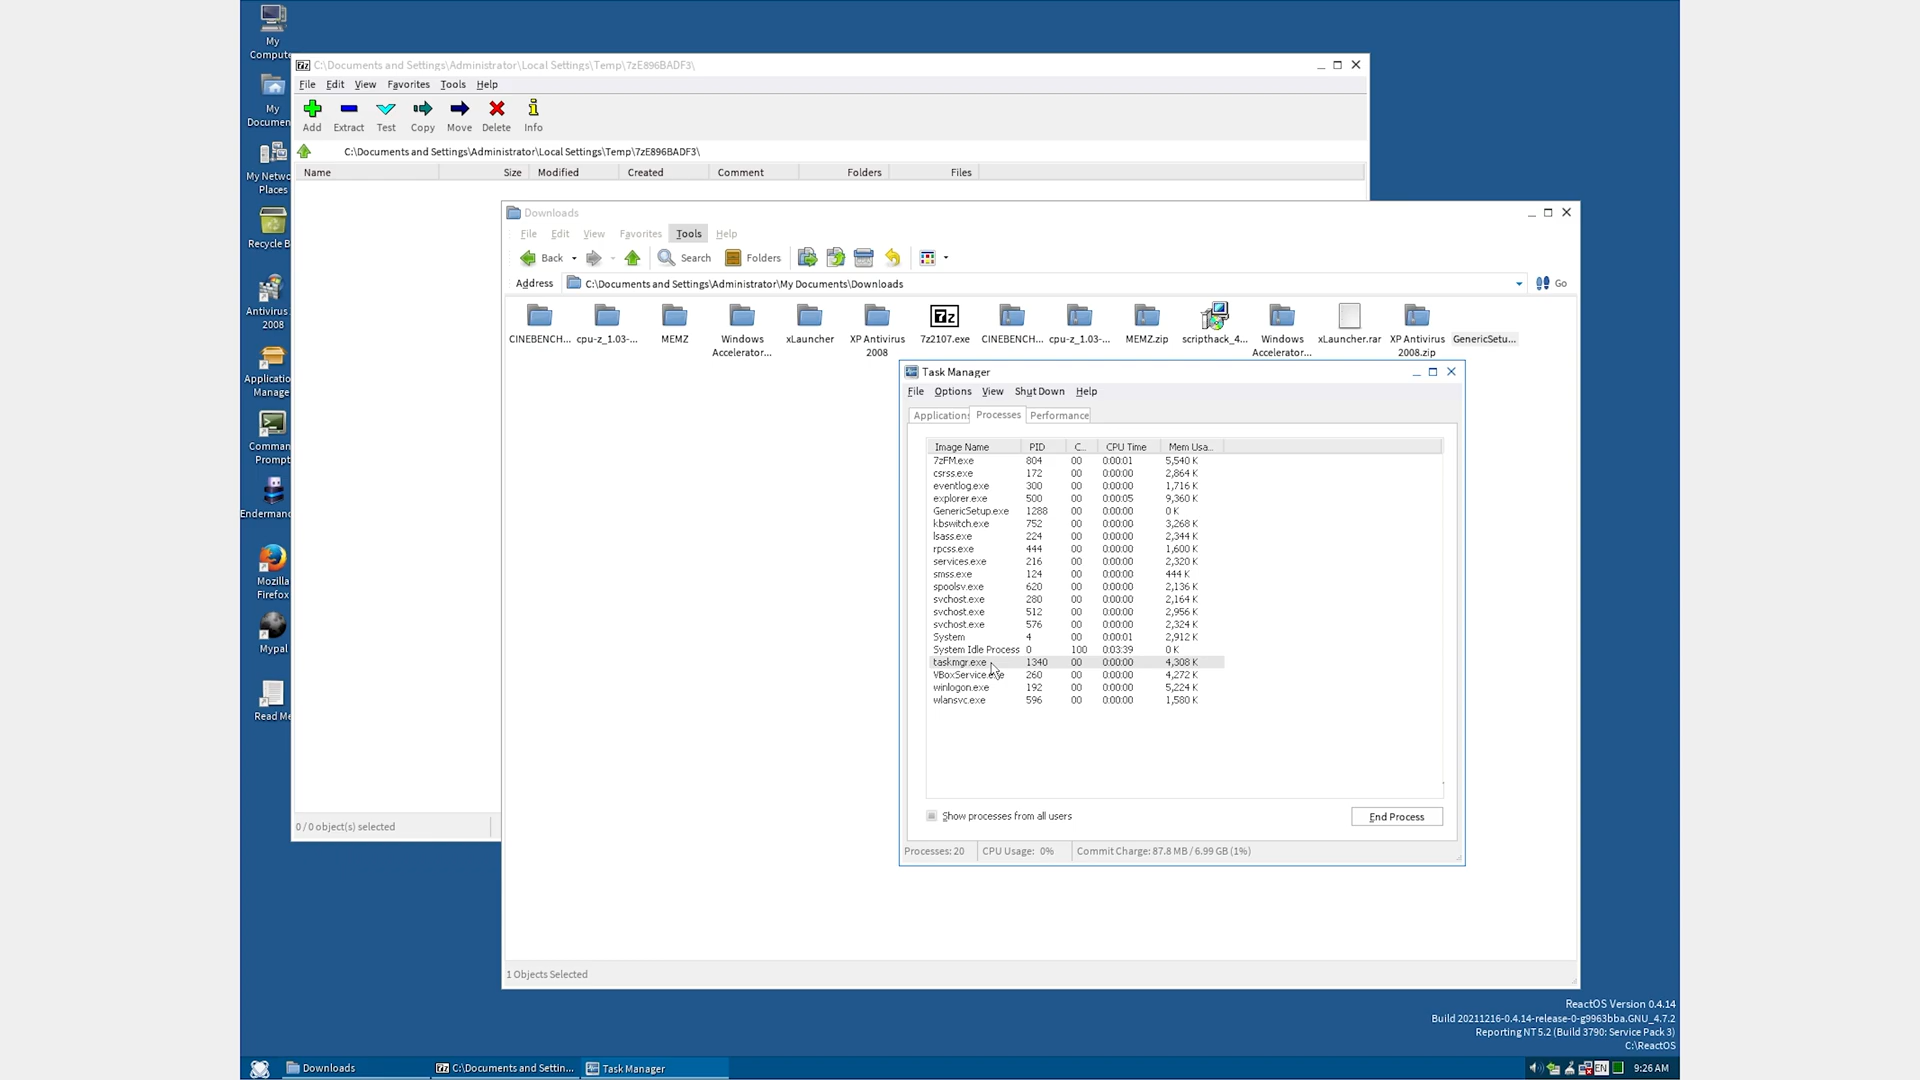 My
Compute
My
Documen
My Netwo
Places
Recycle B
Antivirus
2008
Applicatio
Manage
Comman
Prompt
Enderman
Mozilla
Firefox
Mypal
Read Me
C:\Documents and Settings\Administrator\Local Settings\Temp\7zE896BADF3\
File Edit View Favorites Tools Help
Add Extract Test Copy Move Delete Info
C:\Documents and Settings\Administrator\Local Settings\Temp\7zE896BADF3\
Name Size Modified Created Comment Folders Files
0 / 0 object(s) selected
Downloads
File Edit View Favorites Tools Help
Back Search Folders
Address C:\Documents and Settings\Administrator\My Documents\Downloads Go
CINEBENCH...
cpu-z_1.03-...
MEMZ
Windows
Accelerator...
xLauncher
XP Antivirus
2008
7z2107.exe
CINEBENCH...
cpu-z_1.03-...
MEMZ.zip
scripthack_4...
Windows
Accelerator...
xLauncher.rar
XP Antivirus
2008.zip
GenericSetu...
1 Objects Selected
Task Manager
File Options View Shut Down Help
Applications Processes Performance
Image Name PID C... CPU Time Mem Usa...
7zFM.exe 804 00 0:00:01 5,540 K
csrss.exe 172 00 0:00:00 2,864 K
eventlog.exe 300 00 0:00:00 1,716 K
explorer.exe 500 00 0:00:05 9,360 K
GenericSetup.exe 1288 00 0:00:00 0 K
kbswitch.exe 752 00 0:00:00 3,268 K
lsass.exe 224 00 0:00:00 2,344 K
rpcss.exe 444 00 0:00:00 1,600 K
services.exe 216 00 0:00:00 2,320 K
smss.exe 124 00 0:00:00 444 K
spoolsv.exe 620 00 0:00:00 2,136 K
svchost.exe 280 00 0:00:00 2,164 K
svchost.exe 512 00 0:00:00 2,956 K
svchost.exe 576 00 0:00:00 2,324 K
System 4 00 0:00:01 2,912 K
System Idle Process 0 100 0:03:39 0 K
taskmgr.exe 1340 00 0:00:00 4,308 K
VBoxService.exe 260 00 0:00:00 4,272 K
winlogon.exe 192 00 0:00:00 5,224 K
wlansvc.exe 596 00 0:00:00 1,580 K
Show processes from all users
End Process
Processes: 20 CPU Usage: 0% Commit Charge: 87.8 MB / 6.99 GB (1%)
ReactOS Version 0.4.14
Build 20211216-0.4.14-release-0-g9963bba.GNU_4.7.2
Reporting NT 5.2 (Build 3790: Service Pack 3)
C:\ReactOS
Downloads
7z C:\Documents and Settin...
Task Manager
EN
9:26 AM